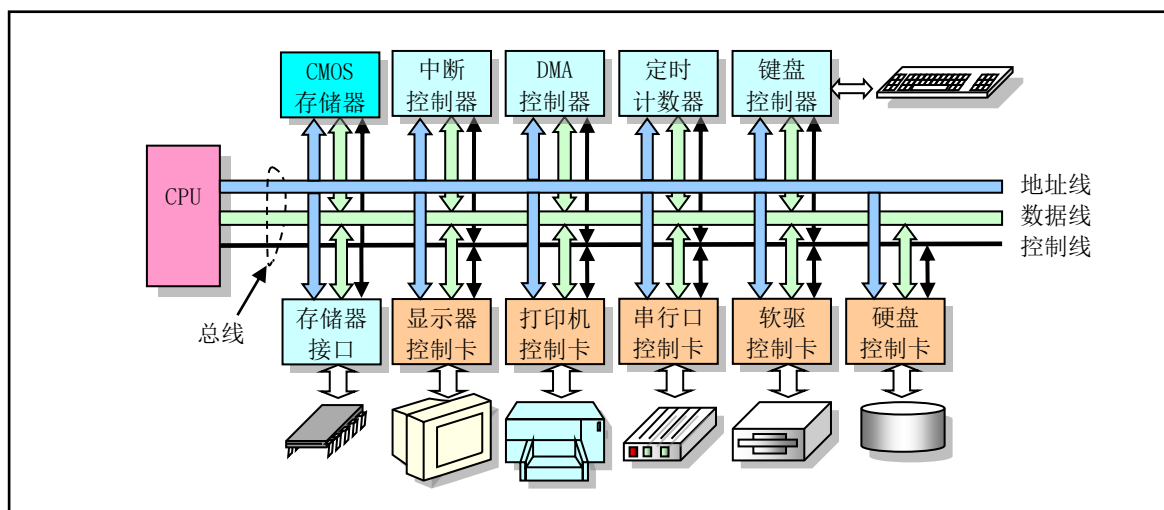 CMOS
存储器
中断
控制器
DMA
控制器
定时
计数器
键盘
控制器
CPU
地址线
数据线
控制线
总线
存储器
接口
显示器
控制卡
打印机
控制卡
串行口
控制卡
软驱
控制卡
硬盘
控制卡